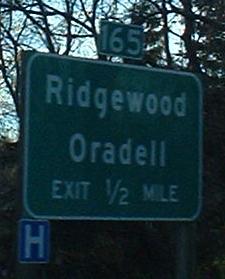 165
Ridgewood
Oradell
EXIT 1/2 MILE
H